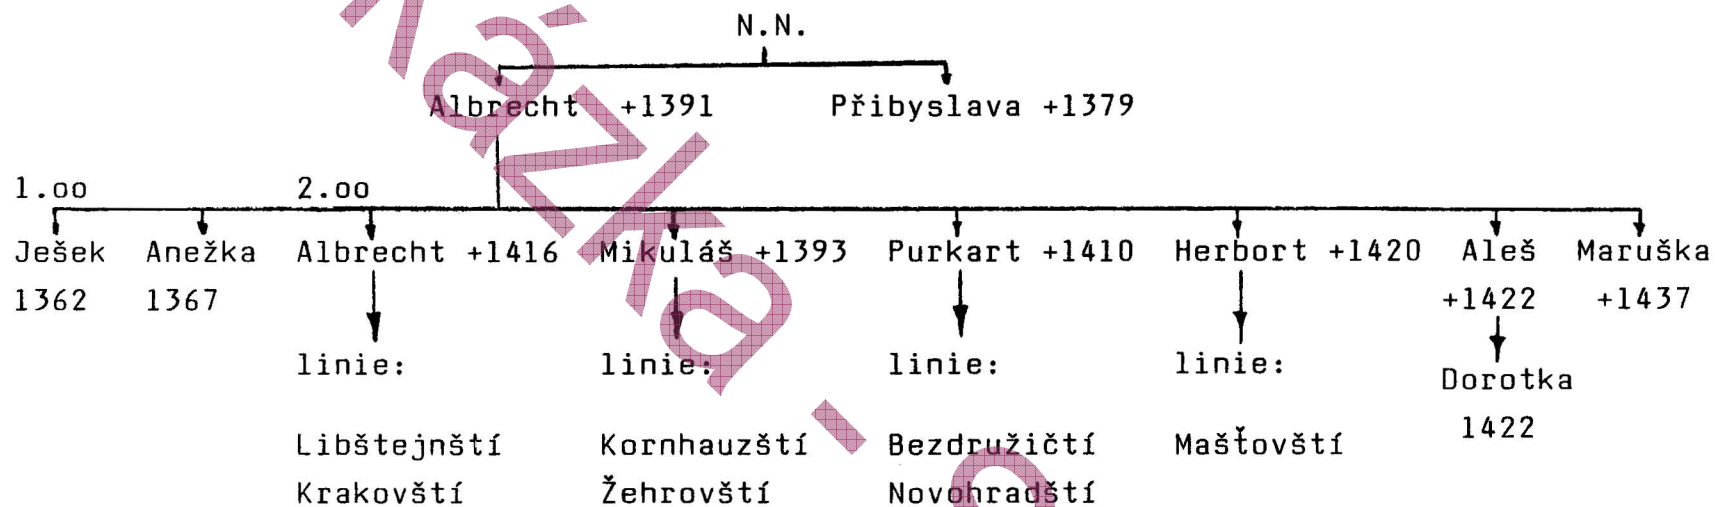 N.N.
Albrecht +1391 Přibyslava +1379
1.oo 2.oo
Ješek Anežka Albrecht +1416 Mikuláš +1393 Purkart +1410 Herbort +1420 Aleš Maruška
1362 1367 +1422 +1437
linie: linie: linie: linie: Dorotka
Libštejnští Kornhauzští Bezdružičtí Mašťovští 1422
Krakovští Žehrovští Novohradští